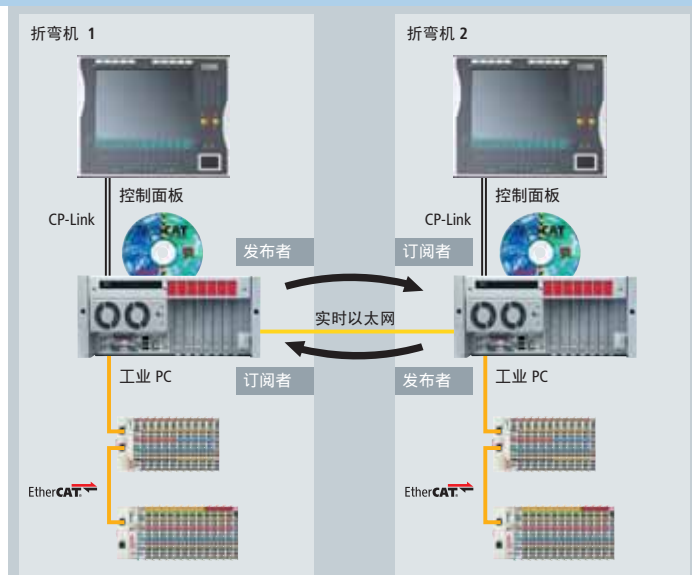 折弯机 1
控制面板
CP-Link
发布者
工业 PC
订阅者
EtherCAT
实时以太网
折弯机 2
控制面板
CP-Link
订阅者
工业 PC
发布者
EtherCAT